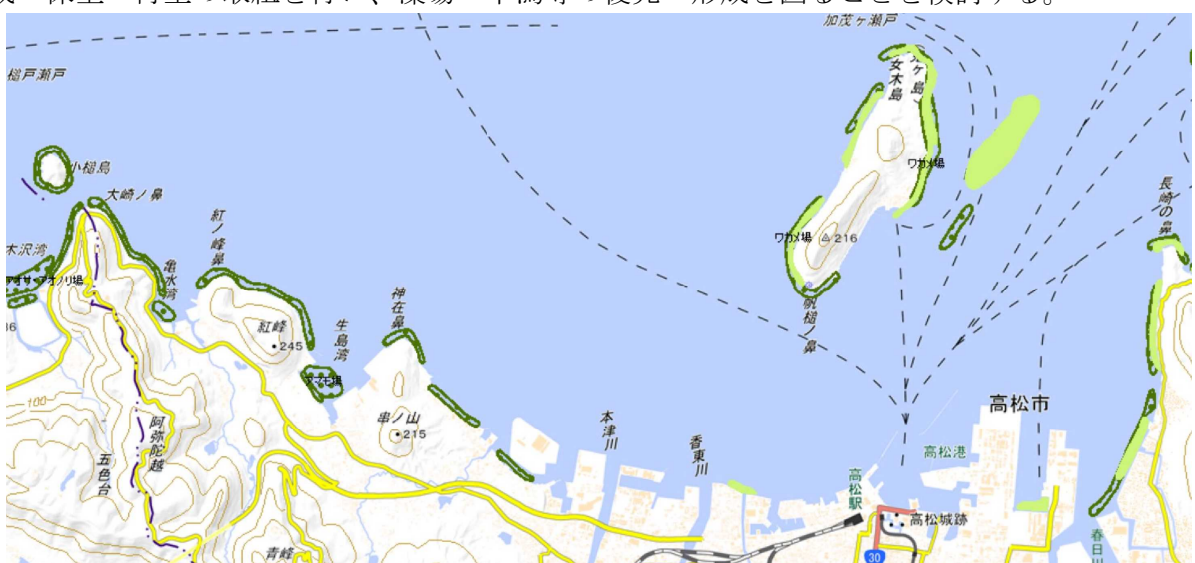 加茂ヶ瀬戸
槌戸瀬戸
女木島
ワカメ場
小槌島
大崎ノ鼻
紅ノ峰鼻
長崎の鼻
木沢湾
アオサ・アオノリ場
亀水湾
ワカメ場
216
神在鼻
帆槌ノ鼻
紅峰
245
生島湾
アマモ場
100
串ノ山
215
阿弥陀越
五色台
本津川
香東川
高松市
高松港
高松駅
高松城跡
30
春日川
青峰